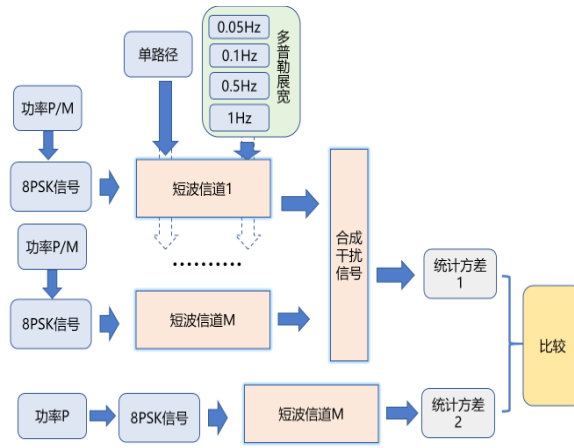 单路径
0.05Hz
0.1Hz
0.5Hz
1Hz
多普勒展宽
功率P/M
8PSK信号
短波信道1
功率P/M
8PSK信号
··········
短波信道M
合成
干扰
信号
统计方差
1
比较
功率P
8PSK信号
短波信道M
统计方差
2